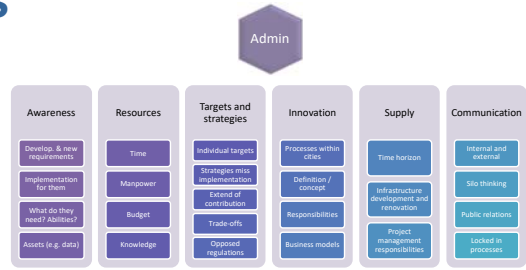 Admin
Awareness
Develop. & new
requirements
Implementation
for them
What do they
need? Abilities?
Assets (e.g. data)
Resources
Time
Manpower
Budget
Knowledge
Targets and
strategies
Individual targets
Strategies miss
implementation
Extend of
contribution
Trade-offs
Opposed
regulations
Innovation
Processes within
cities
Definition /
concept
Responsibilities
Business models
Supply
Time horizon
Infrastructure
development and
renovation
Project
management
responsibilities
Communication
Internal and
external
Silo thinking
Public relations
Locked in
processes